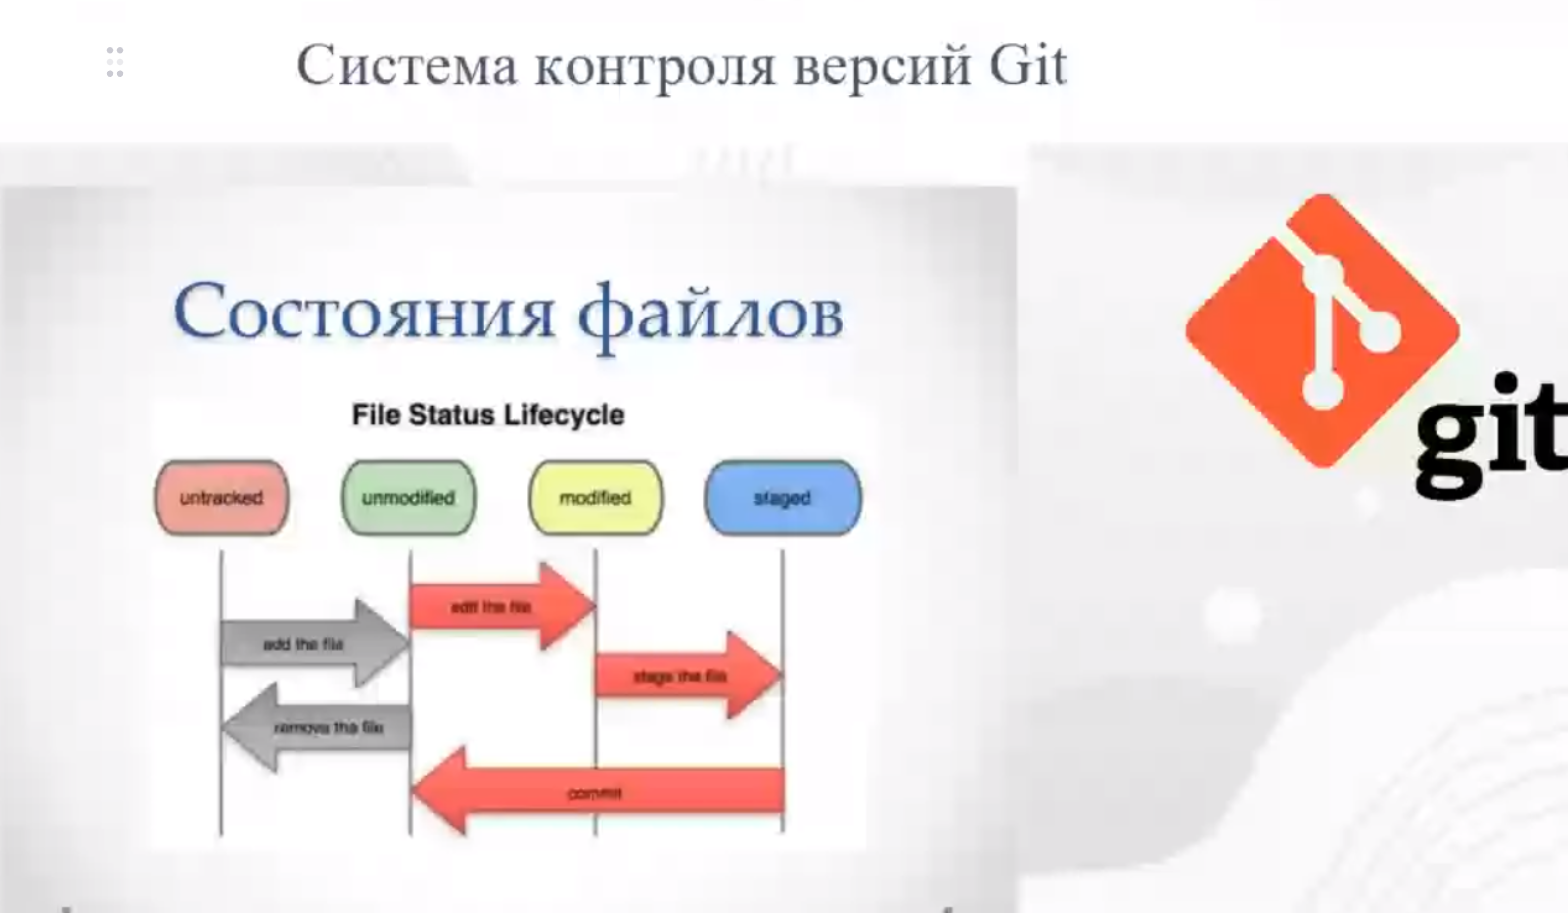 Система контроля версий Git
Состояния файлов
File Status Lifecycle
untracked
unmodified
modified
staged
edit the file
add the file
stage the file
remove the file
commit
git